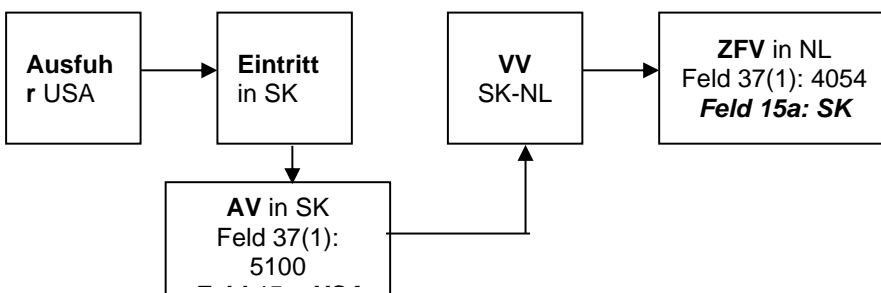 Ausfuh
r USA
Eintritt
in SK
VV
SK-NL
ZFV in NL
Feld 37(1): 4054
Feld 15a: SK
AV in SK
Feld 37(1):
5100